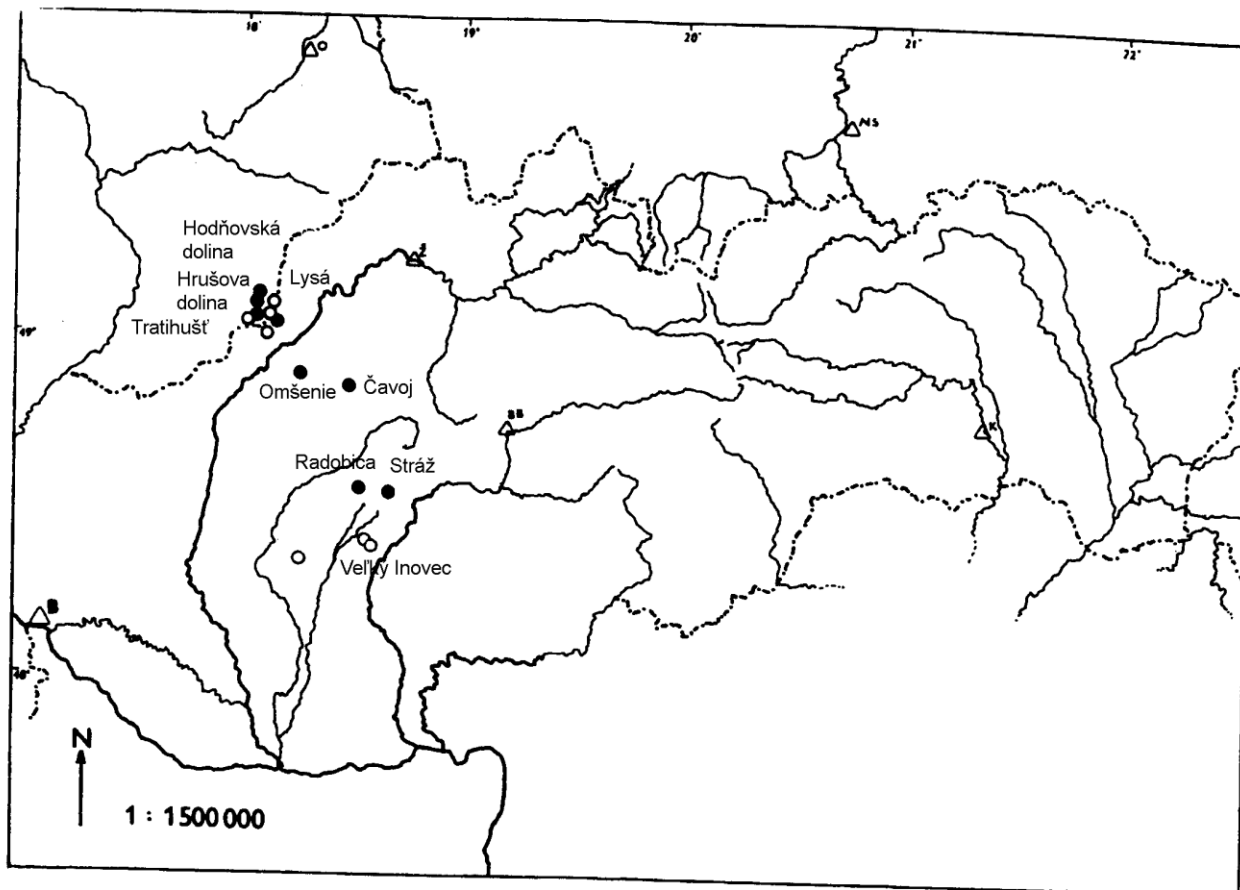 18°
19°
20°
21°
22°
NS
Hodňovská
dolina
Ž
Hrušova
dolina
Lysá
Tratihušť
49°
Omšenie
Čavoj
BB
K
Radobica
Stráž
Veľký Inovec
B
48°
N
1 : 1500 000